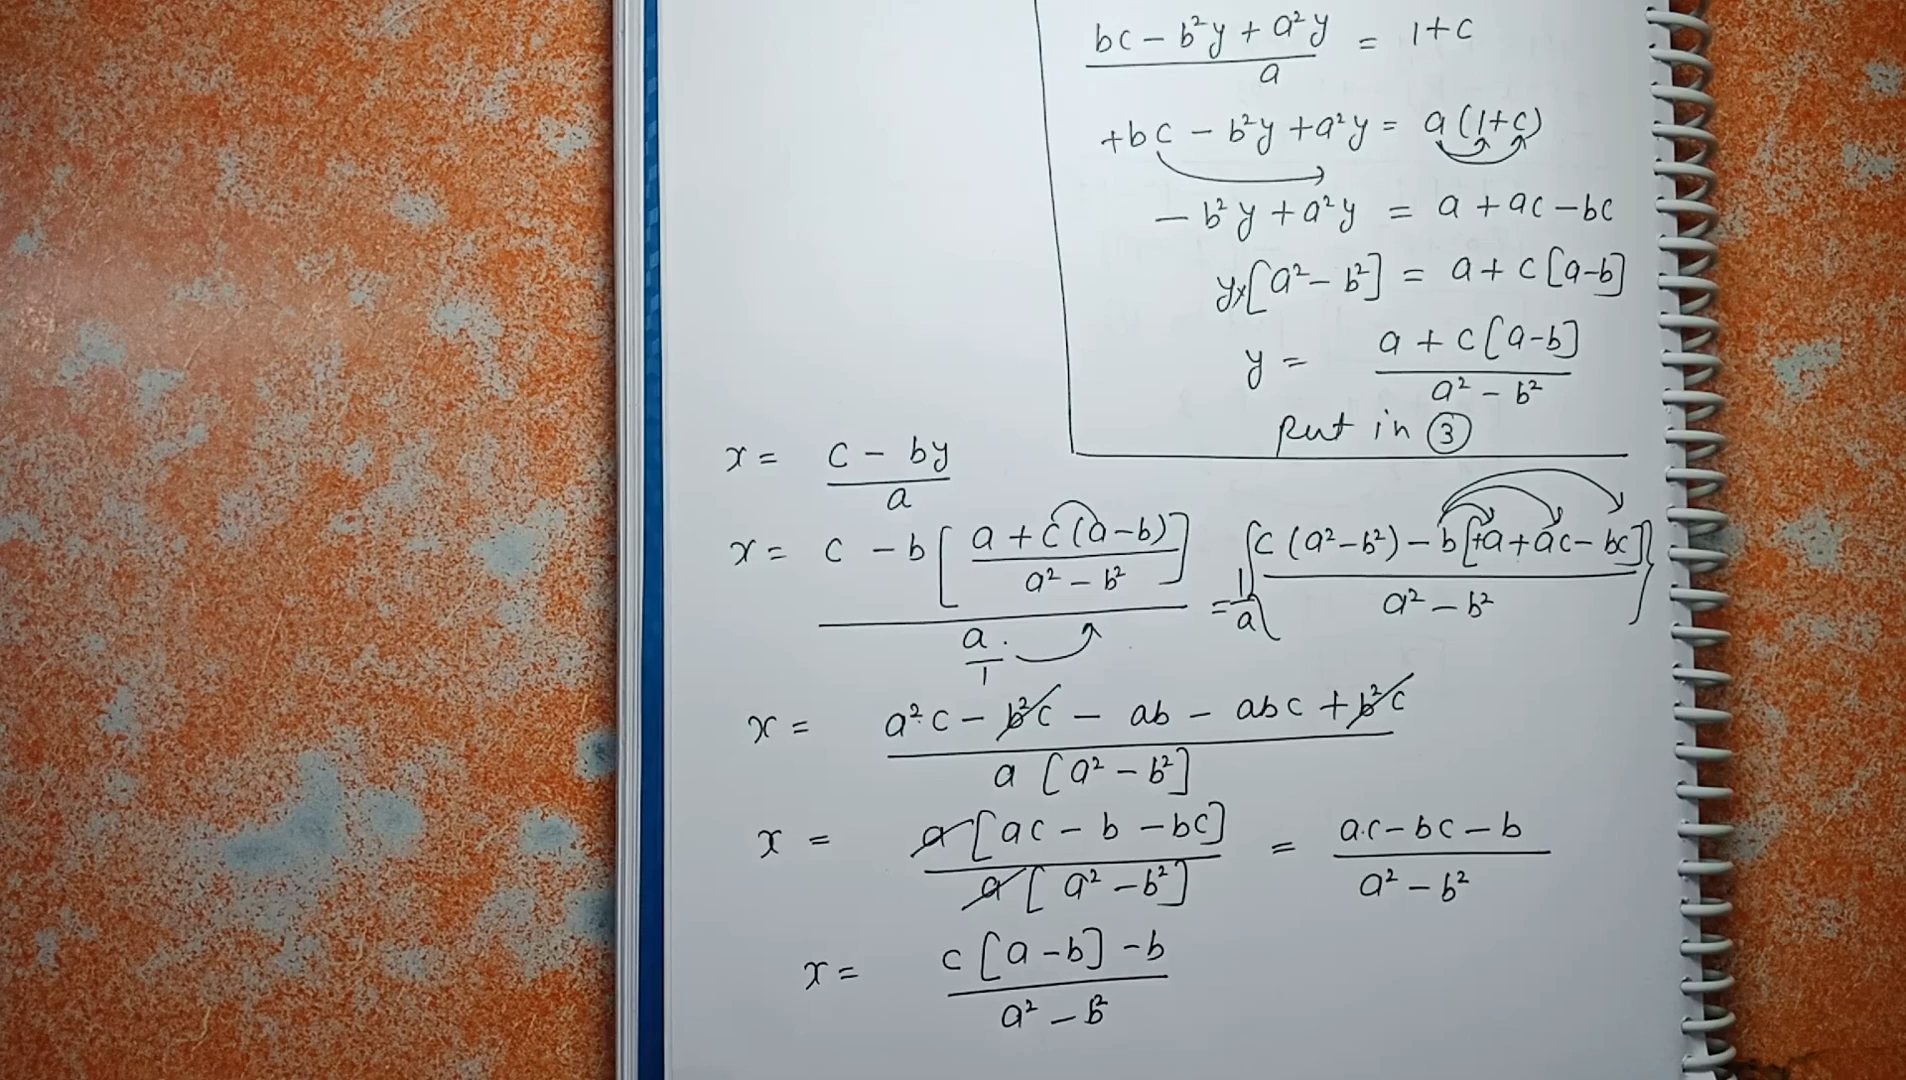 bc - b²y + a²y / a = 1+c
+bc - b²y + a²y = a(1+c)
- b²y + a²y = a + ac - bc
y×[a² - b²] = a + c[a-b]
y = a + c[a-b] / a² - b²
Put in ③
x = c - by / a
x = c - b[a + c(a-b) / a² - b²] / a/1 = 1/a {c(a²-b²) - b[+a+ac-bc] / a² - b²}
x = a²c - b²c - ab - abc + b²c / a[a² - b²]
x = a[ac - b - bc] / a[a² - b²] = a.c - bc - b / a² - b²
x = c[a-b] - b / a² - b²